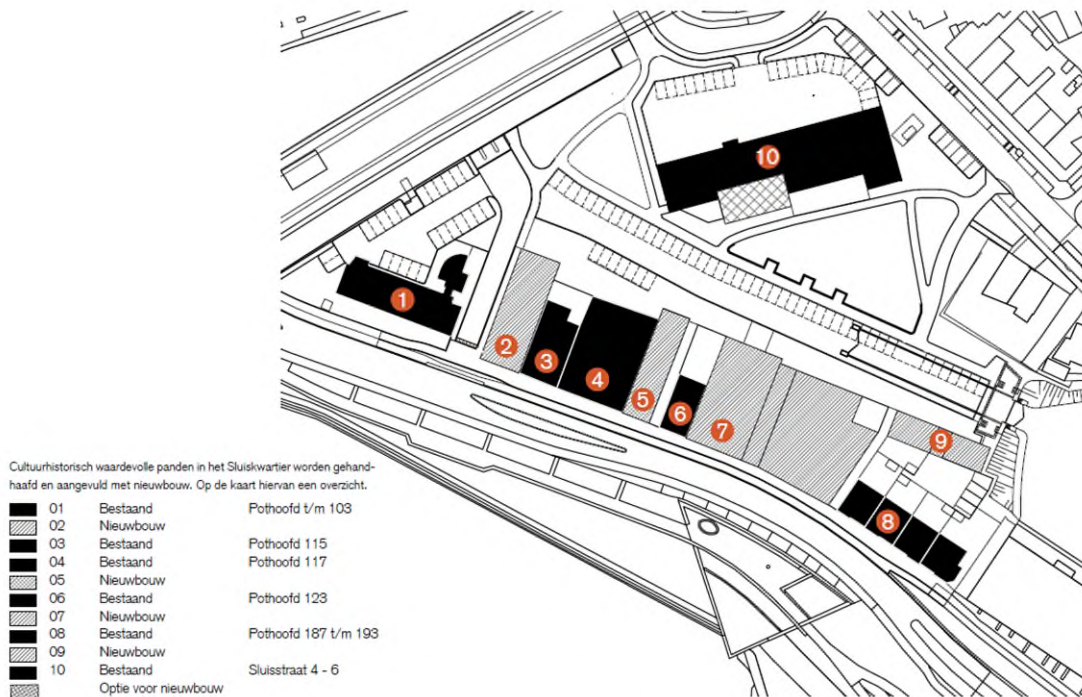 10
1
2
3
4
5
6
7
9
8
Cultuurhistorisch waardevolle panden in het Sluiskwartier worden gehand-
haafd en aangevuld met nieuwbouw. Op de kaart hiervan een overzicht.
01 Bestaand Pothoofd t/m 103
02 Nieuwbouw
03 Bestaand Pothoofd 115
04 Bestaand Pothoofd 117
05 Nieuwbouw
06 Bestaand Pothoofd 123
07 Nieuwbouw
08 Bestaand Pothoofd 187 t/m 193
09 Nieuwbouw
10 Bestaand Sluisstraat 4 - 6
Optie voor nieuwbouw